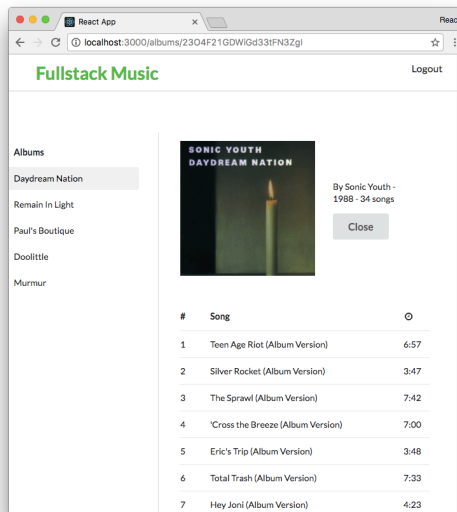 React App
Reac
localhost:3000/albums/23O4F21GDWiGd33tFN3Zgl
Fullstack Music
Logout
Albums
Daydream Nation
Remain In Light
Paul's Boutique
Doolittle
Murmur
SONIC YOUTH
DAYDREAM NATION
By Sonic Youth -
1988 - 34 songs
Close
# Song
1 Teen Age Riot (Album Version) 6:57
2 Silver Rocket (Album Version) 3:47
3 The Sprawl (Album Version) 7:42
4 'Cross the Breeze (Album Version) 7:00
5 Eric's Trip (Album Version) 3:48
6 Total Trash (Album Version) 7:33
7 Hey Joni (Album Version) 4:23